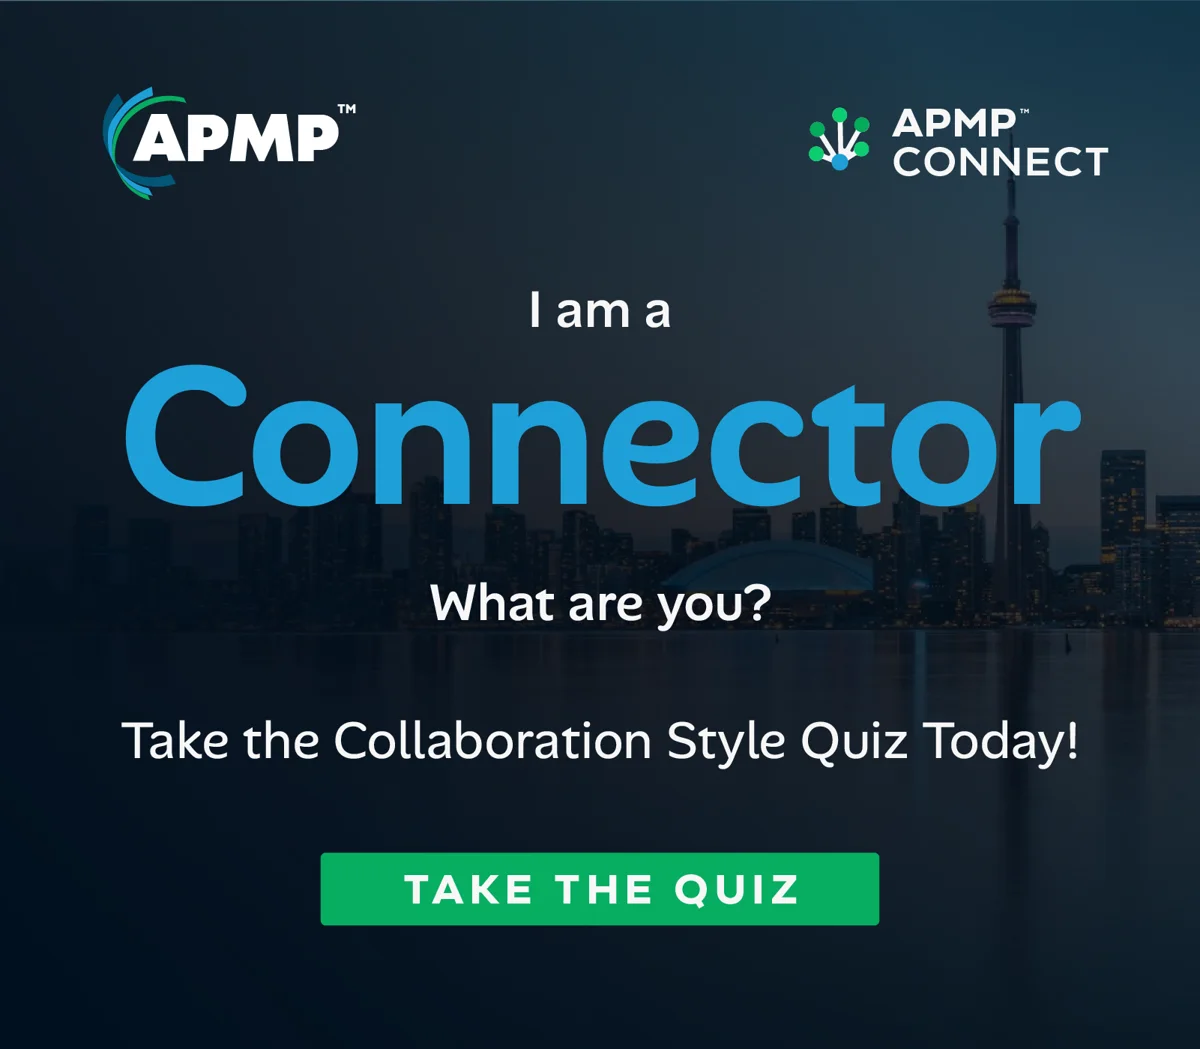 APMP™
APMP™
CONNECT
I am a
Connector
What are you?
Take the Collaboration Style Quiz Today!
TAKE THE QUIZ